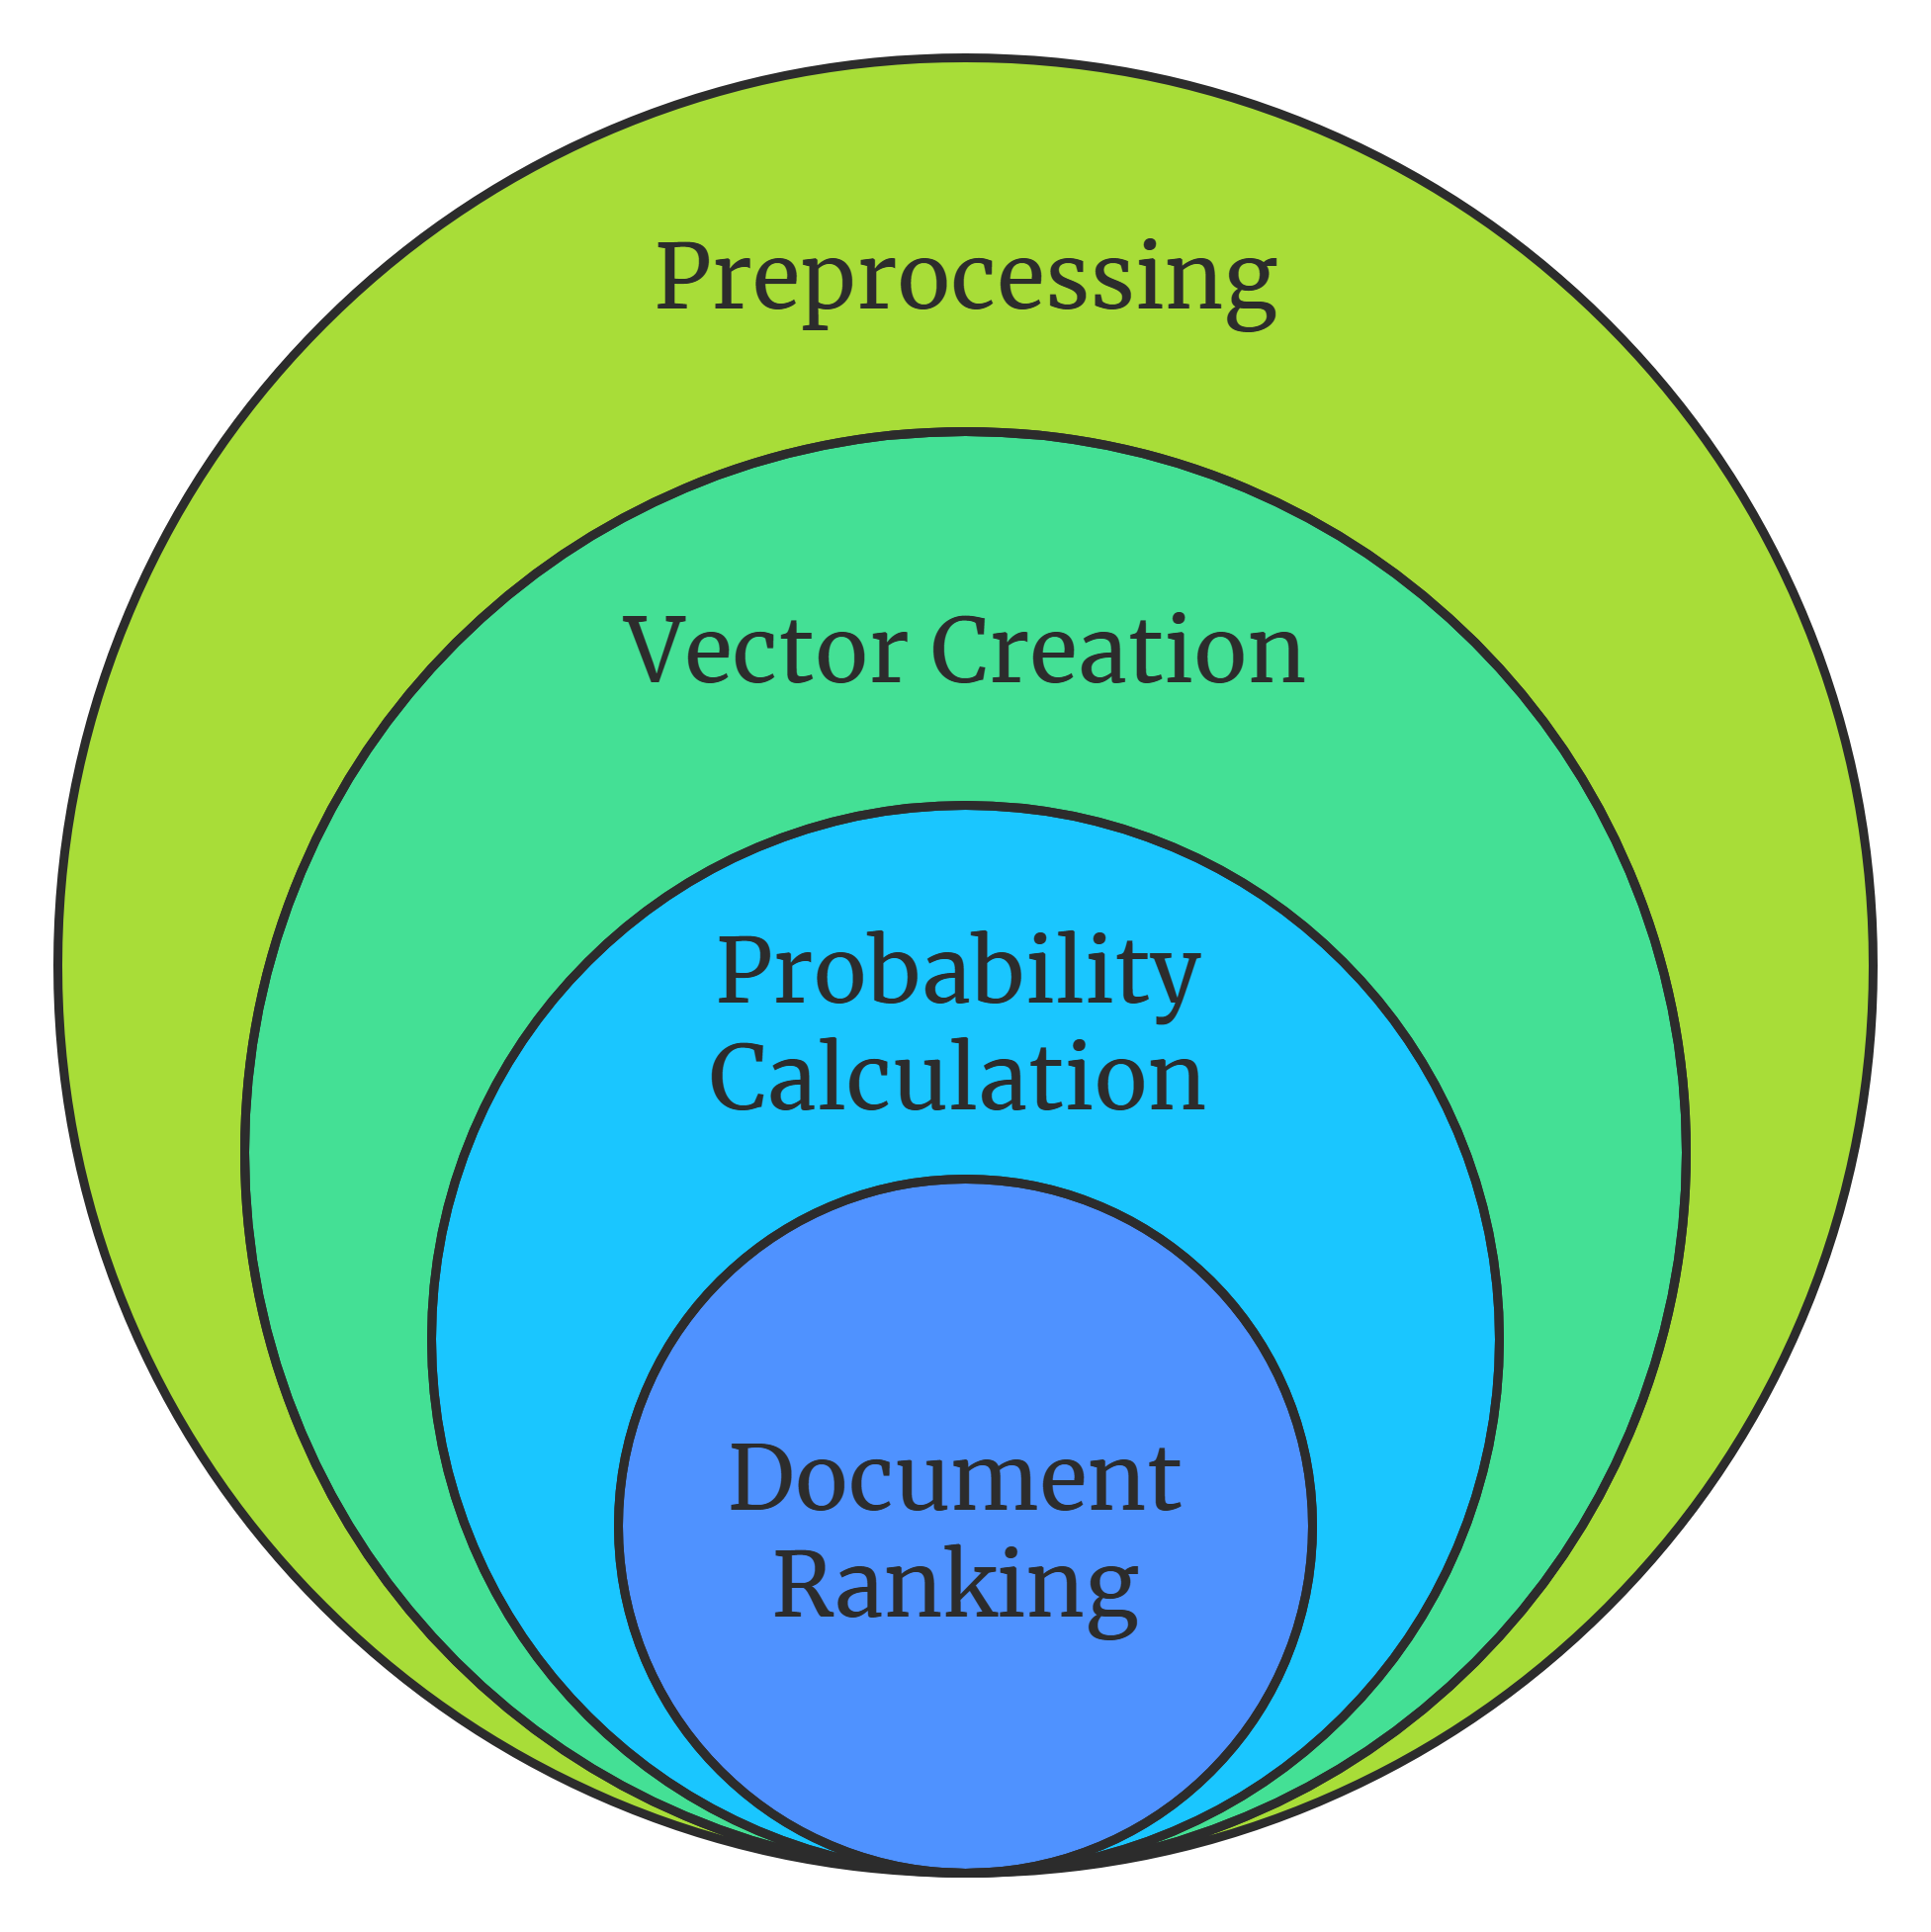 Preprocessing
Vector Creation
Probability
Calculation
Document
Ranking